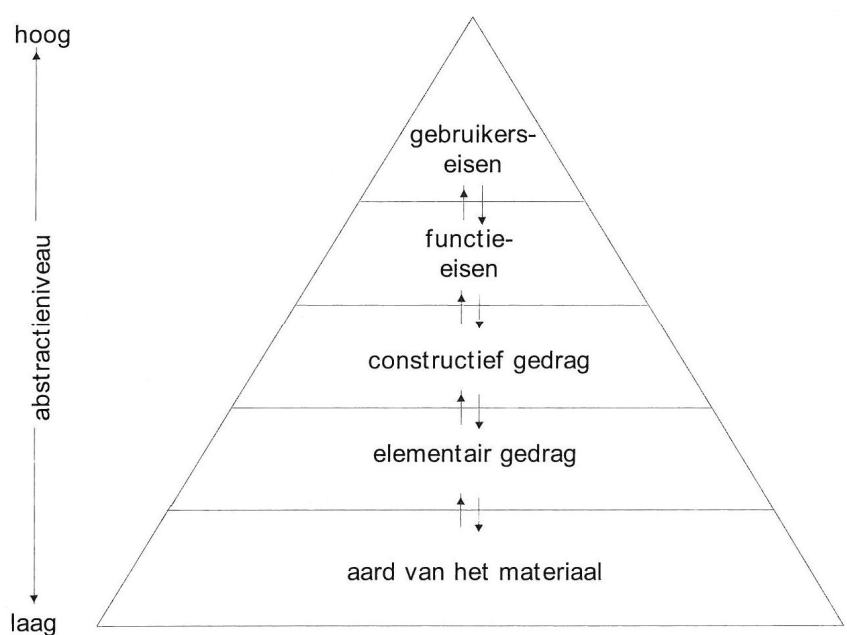 hoog
gebruikers-
eisen
functie-
eisen
abstractieniveau
constructief gedrag
elementair gedrag
aard van het materiaal
laag